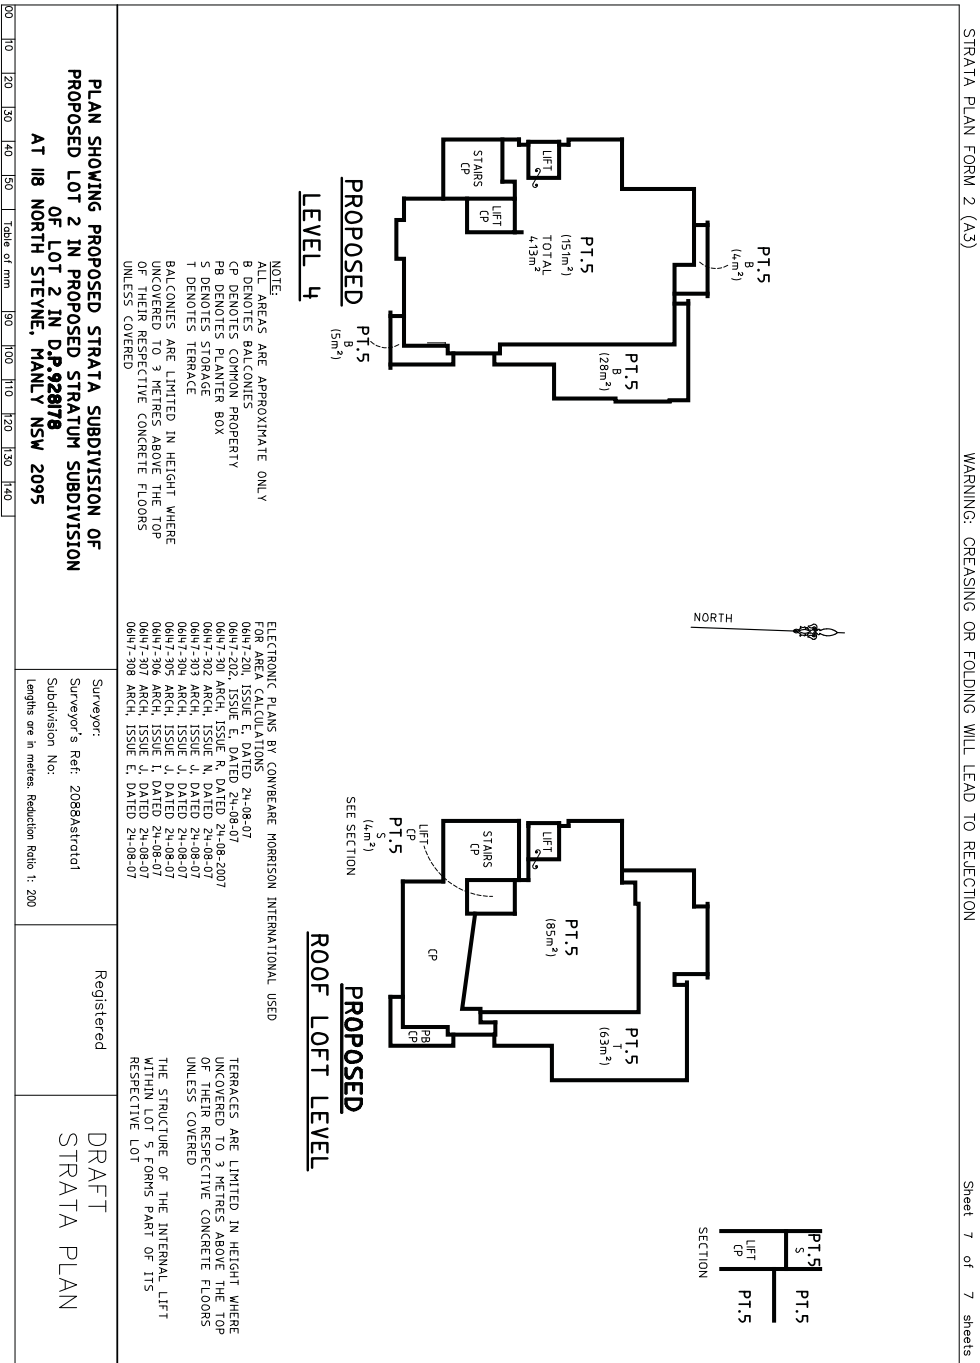 STRATA PLAN FORM 2 (A3)
WARNING: CREASING OR FOLDING WILL LEAD TO REJECTION
Sheet 7 of 7 sheets
PT.5
B
(4m²)
LIFT
STAIRS
CP
LIFT
CP
PT.5
(151m²)
TOTAL
413m²
PT.5
B
(28m²)
PT.5
B
(5m²)
PROPOSED
LEVEL 4
NORTH
LIFT
STAIRS
CP
PT.5
(85m²)
PT.5
T
(63m²)
LIFT
CP
PT.5
S
(4m²)
SEE SECTION
CP
PB
CP
PROPOSED
ROOF LOFT LEVEL
PT.5
S
PT.5
LIFT
CP
PT.5
SECTION
NOTE:
ALL AREAS ARE APPROXIMATE ONLY
B DENOTES BALCONIES
CP DENOTES COMMON PROPERTY
PB DENOTES PLANTER BOX
S DENOTES STORAGE
T DENOTES TERRACE
BALCONIES ARE LIMITED IN HEIGHT WHERE
UNCOVERED TO 3 METRES ABOVE THE TOP
OF THEIR RESPECTIVE CONCRETE FLOORS
UNLESS COVERED
ELECTRONIC PLANS BY CONYBEARE MORRISON INTERNATIONAL USED
FOR AREA CALCULATIONS
06147-201, ISSUE E, DATED 24-08-07
06147-202, ISSUE E, DATED 24-08-07
06147-301 ARCH, ISSUE R, DATED 24-08-2007
06147-302 ARCH, ISSUE N, DATED 24-08-07
06147-303 ARCH, ISSUE J, DATED 24-08-07
06147-304 ARCH, ISSUE J, DATED 24-08-07
06147-305 ARCH, ISSUE J, DATED 24-08-07
06147-306 ARCH, ISSUE I, DATED 24-08-07
06147-307 ARCH, ISSUE J, DATED 24-08-07
06147-308 ARCH, ISSUE E, DATED 24-08-07
TERRACES ARE LIMITED IN HEIGHT WHERE
UNCOVERED TO 3 METRES ABOVE THE TOP
OF THEIR RESPECTIVE CONCRETE FLOORS
UNLESS COVERED
THE STRUCTURE OF THE INTERNAL LIFT
WITHIN LOT 5 FORMS PART OF ITS
RESPECTIVE LOT
PLAN SHOWING PROPOSED STRATA SUBDIVISION OF
PROPOSED LOT 2 IN PROPOSED STRATUM SUBDIVISION
OF LOT 2 IN D.P.928178
AT 118 NORTH STEYNE, MANLY NSW 2095
Surveyor:
Surveyor's Ref: 2088Astrata1
Subdivision No:
Lengths are in metres. Reduction Ratio 1: 200
Registered
DRAFT
STRATA PLAN
00 10 20 30 40 50 Table of mm 90 100 110 120 130 140